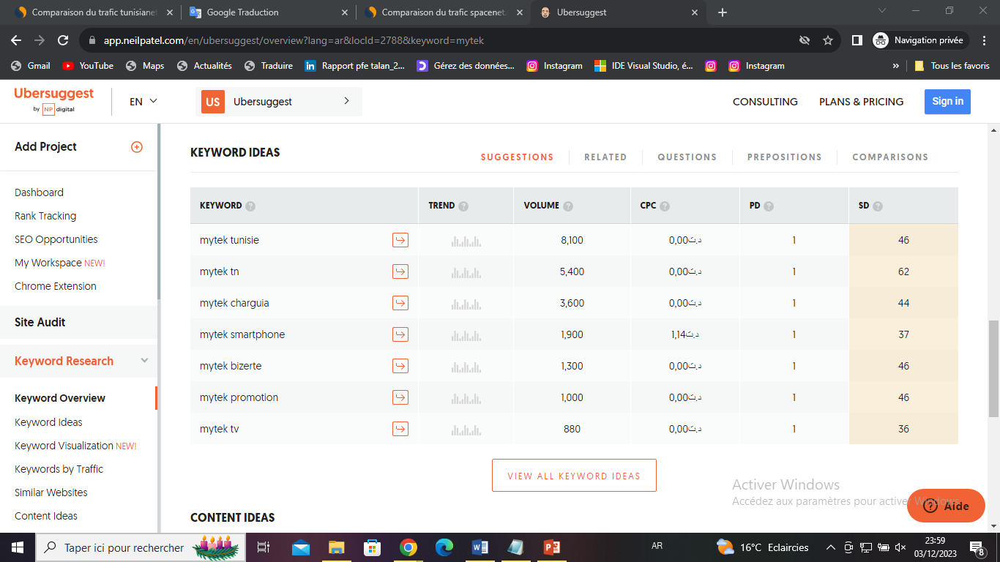 Comparaison du trafic tunisianet
Google Traduction
Comparaison du trafic spacenet.
Ubersuggest
app.neilpatel.com/en/ubersuggest/overview?lang=ar&locId=2788&keyword=mytek
Navigation privée
Gmail
YouTube
Maps
Actualités
Traduire
Rapport pfe talan_2...
Gérez des données...
Instagram
IDE Visual Studio, é...
Instagram
»
Tous les favoris
Ubersuggest
by NP digital
EN
US Ubersuggest
CONSULTING
PLANS & PRICING
Sign in
Add Project
Dashboard
Rank Tracking
SEO Opportunities
My Workspace NEW!
Chrome Extension
Site Audit
Keyword Research
Keyword Overview
Keyword Ideas
Keyword Visualization NEW!
Keywords by Traffic
Similar Websites
Content Ideas
KEYWORD IDEAS
SUGGESTIONS RELATED QUESTIONS PREPOSITIONS COMPARISONS
KEYWORD ? TREND ? VOLUME ? CPC ? PD ? SD ?
mytek tunisie 8,100 0,00د.ت 1 46
mytek tn 5,400 0,00د.ت 1 62
mytek charguia 3,600 0,00د.ت 1 44
mytek smartphone 1,900 1,14د.ت 1 37
mytek bizerte 1,300 0,00د.ت 1 46
mytek promotion 1,000 0,00د.ت 1 46
mytek tv 880 0,00د.ت 1 36
VIEW ALL KEYWORD IDEAS
CONTENT IDEAS
Activer Windows
Accédez aux paramètres pour activer Windows.
? Aide
Taper ici pour rechercher
AR
16°C Eclaircies
23:59
03/12/2023
8